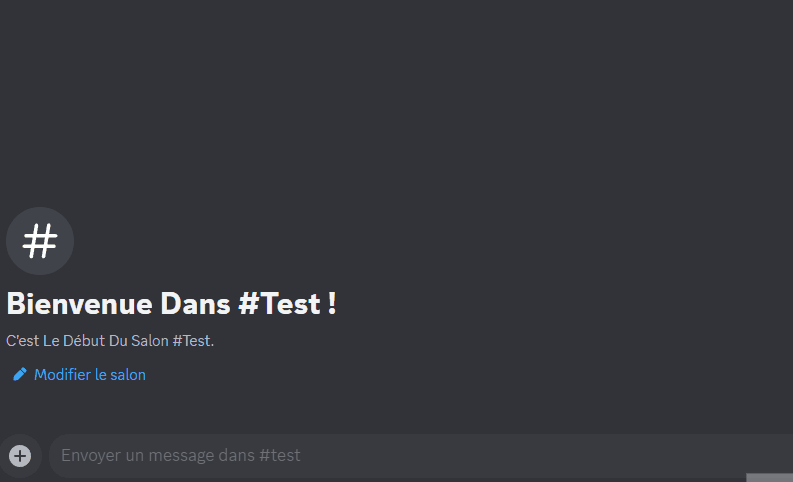 #
Bienvenue Dans #Test !
C'est Le Début Du Salon #Test.
Modifier le salon
Envoyer un message dans #test